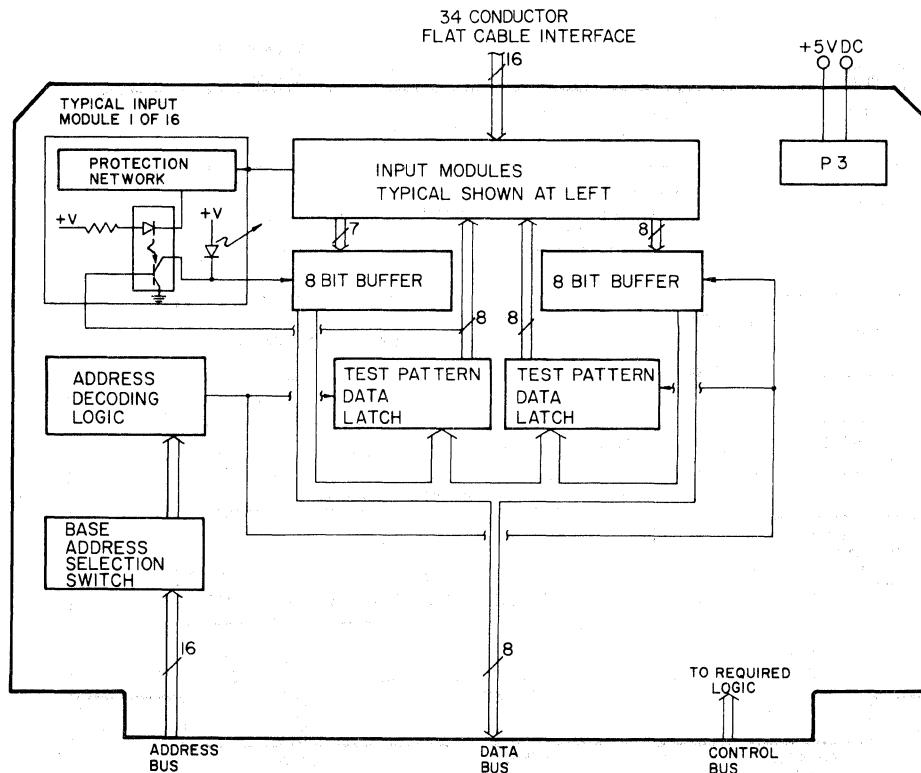 34 CONDUCTOR
FLAT CABLE INTERFACE
16
+5VDC
TYPICAL INPUT
MODULE 1 OF 16
PROTECTION
NETWORK
INPUT MODULES
TYPICAL SHOWN AT LEFT
P3
+V
+V
7
8
8 BIT BUFFER
8 BIT BUFFER
8
8
ADDRESS
DECODING
LOGIC
TEST PATTERN
DATA
LATCH
TEST PATTERN
DATA
LATCH
BASE
ADDRESS
SELECTION
SWITCH
16
8
TO REQUIRED
LOGIC
ADDRESS
BUS
DATA
BUS
CONTROL
BUS